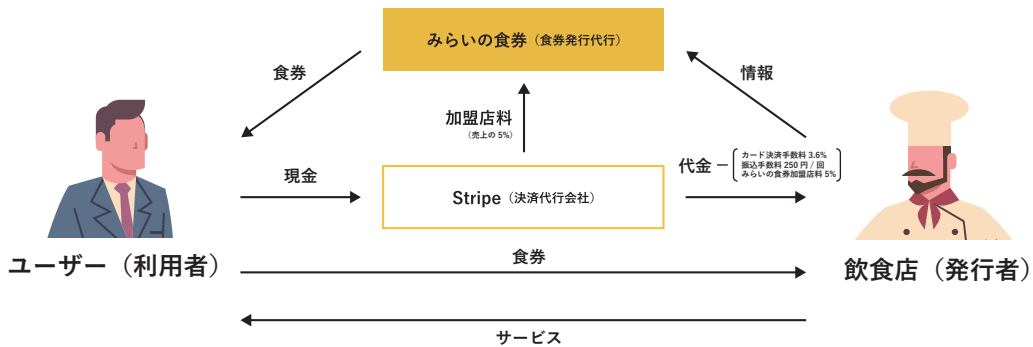 みらいの食券（食券発行代行）
食券
情報
加盟店料
（売上の 5%）
現金
Stripe（決済代行会社）
代金 −
カード決済手数料 3.6%
振込手数料 250 円 / 回
みらいの食券加盟店料 5%
ユーザー（利用者）
食券
飲食店（発行者）
サービス